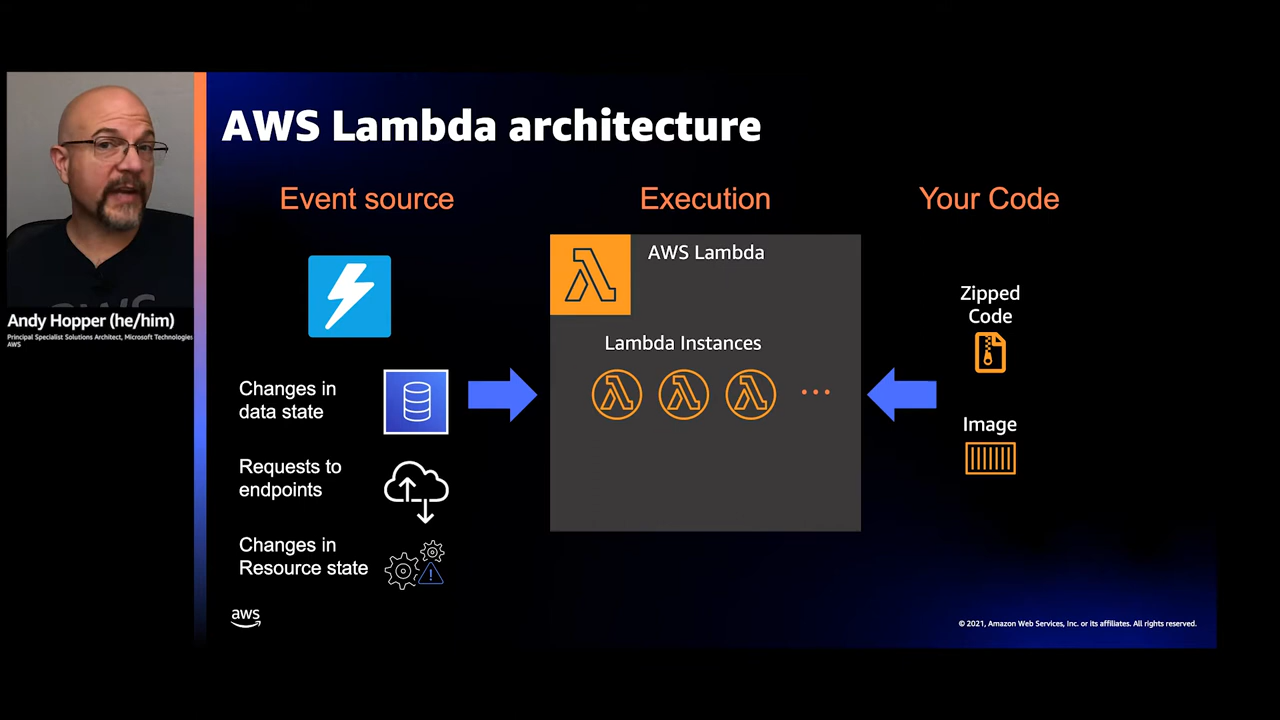 AWS Lambda architecture
Event source
Execution
Your Code
AWS Lambda
Lambda Instances
Changes in
data state
Requests to
endpoints
Changes in
Resource state
Zipped
Code
Image
Andy Hopper (he/him)
Principal Specialist Solutions Architect, Microsoft Technologies
AWS
aws
aws
© 2021, Amazon Web Services, Inc. or its affiliates. All rights reserved.